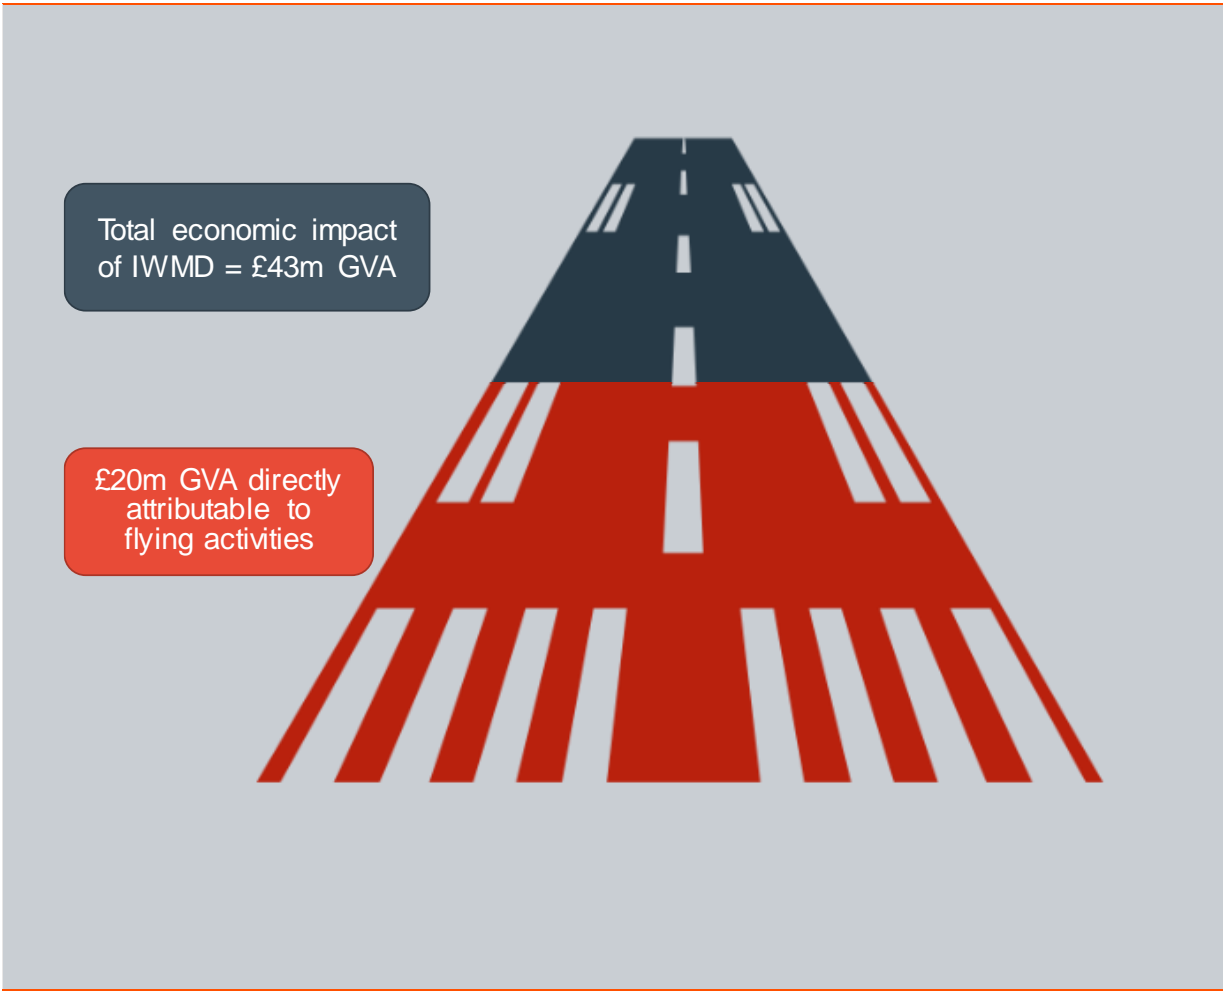 Total economic impact
of IWMD = £43m GVA
£20m GVA directly
attributable to
flying activities